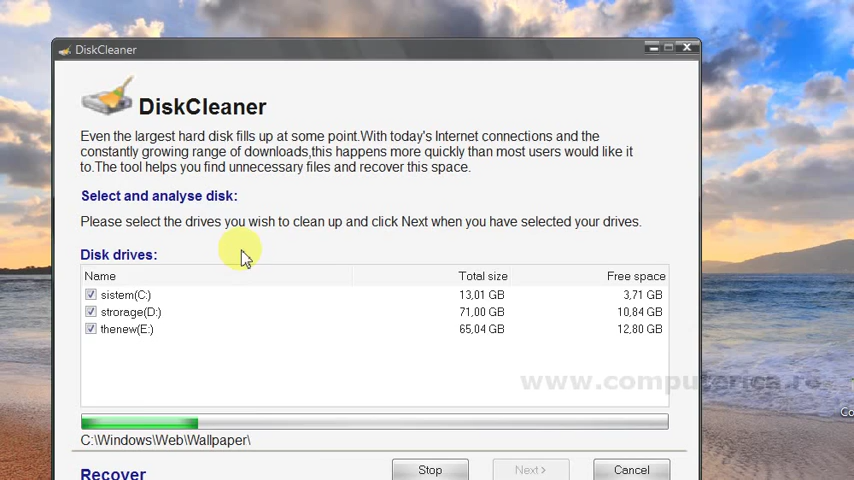 DiskCleaner
DiskCleaner
Even the largest hard disk fills up at some point.With today's Internet connections and the
constantly growing range of downloads,this happens more quickly than most users would like it
to.The tool helps you find unnecessary files and recover this space.
Select and analyse disk:
Please select the drives you wish to clean up and click Next when you have selected your drives.
Disk drives:
Name Total size Free space
sistem(C:) 13,01 GB 3,71 GB
strorage(D:) 71,00 GB 10,84 GB
thenew(E:) 65,04 GB 12,80 GB
www.computerica.ro
C:\Windows\Web\Wallpaper\
Recover Stop Next> Cancel
Co